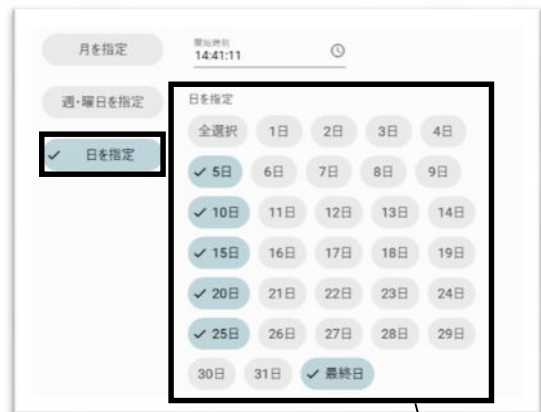 月を指定
開始時刻
14:41:11
週・曜日を指定
日を指定
日を指定
全選択 1日 2日 3日 4日
5日 6日 7日 8日 9日
10日 11日 12日 13日 14日
15日 16日 17日 18日 19日
20日 21日 22日 23日 24日
25日 26日 27日 28日 29日
30日 31日 最終日